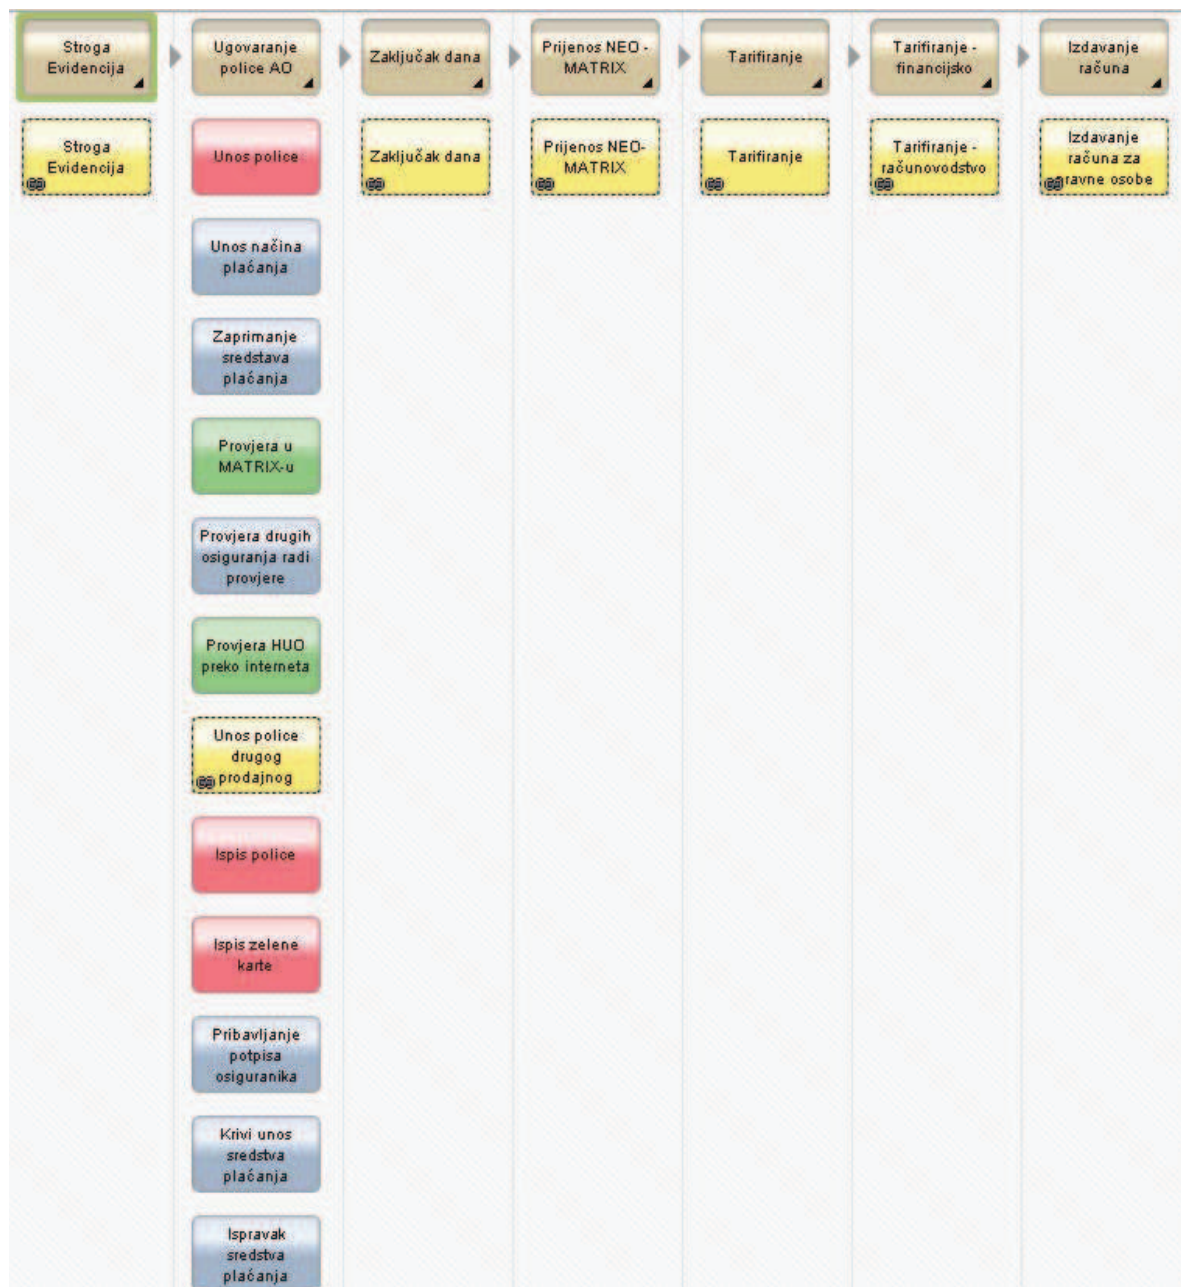 Stroga
Evidencija
Ugovaranje
police AO
Zaključak dana
Prijenos NEO -
MATRIX
Tarifiranje
Tarifiranje -
financijsko
Izdavanje
računa
Stroga
Evidencija
Unos police
Zaključak dana
Prijenos NEO-
MATRIX
Tarifiranje
Tarifiranje -
računovodstvo
Izdavanje
računa za
pravne osobe
Unos načina
plaćanja
Zaprimanje
sredstava
plaćanja
Provjera u
MATRIX-u
Provjera drugih
osiguranja radi
provjere
Provjera HUO
preko interneta
Unos police
drugog
prodajnog
Ispis police
Ispis zelene
karte
Pribavljanje
potpisa
osiguranika
Krivi unos
sredstva
plaćanja
Ispravak
sredstva
plaćanja